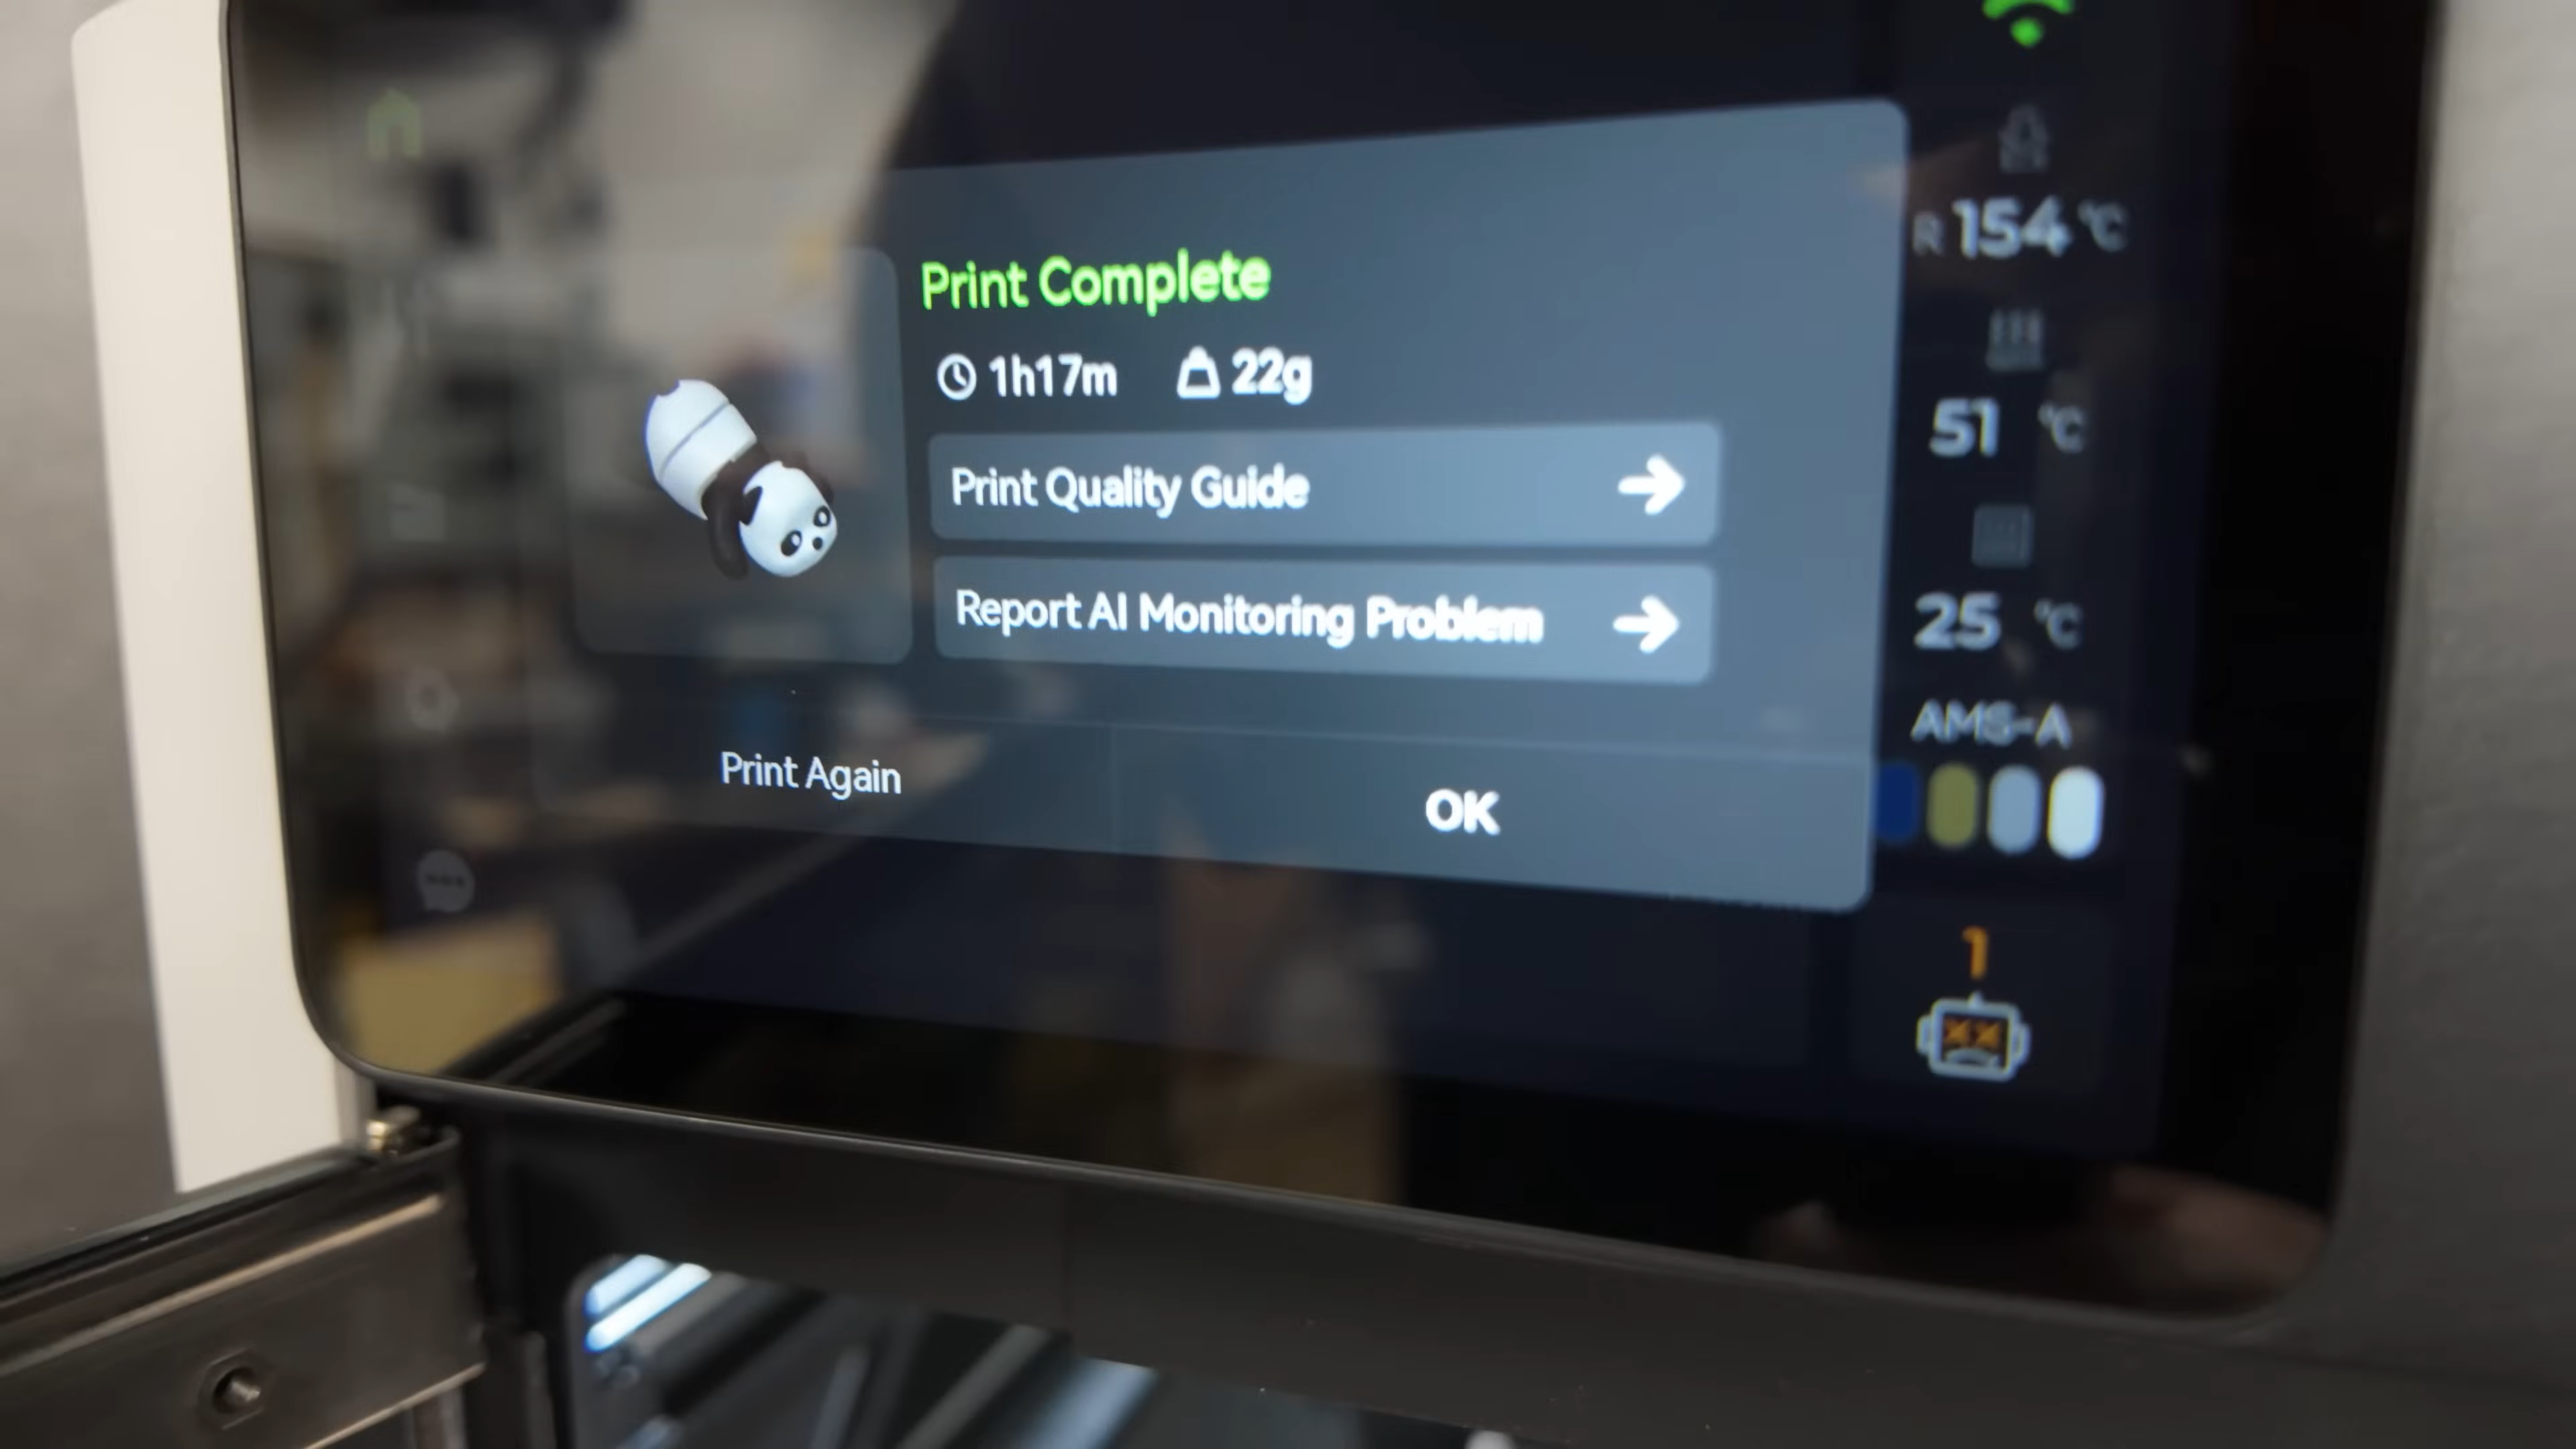 Print Complete
1h17m 22g
Print Quality Guide
Report AI Monitoring Problem
Print Again
OK
R 154 ℃
51 ℃
25 ℃
AMS-A
1